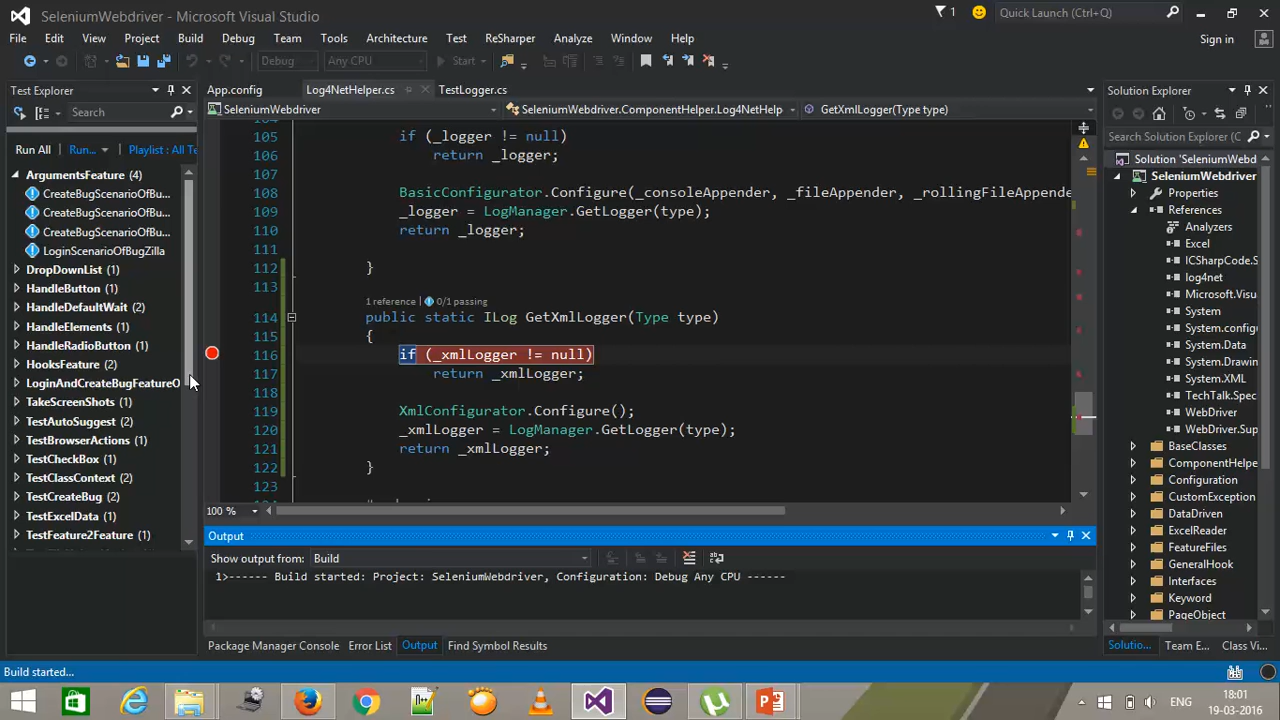 SeleniumWebdriver - Microsoft Visual Studio
1
Quick Launch (Ctrl+Q)
File Edit View Project Build Debug Team Tools Architecture Test ReSharper Analyze Window Help
Sign in
Debug Any CPU Start
Test Explorer
Search
Run All Run... Playlist : All Te
ArgumentsFeature (4)
CreateBugScenarioOfBu...
CreateBugScenarioOfBu...
CreateBugScenarioOfBu...
LoginScenarioOfBugZilla
DropDownList (1)
HandleButton (1)
HandleDefaultWait (2)
HandleElements (1)
HandleRadioButton (1)
HooksFeature (2)
LoginAndCreateBugFeatureO
TakeScreenShots (1)
TestAutoSuggest (2)
TestBrowserActions (1)
TestCheckBox (1)
TestClassContext (2)
TestCreateBug (2)
TestExcelData (1)
TestFeature2Feature (1)
App.config Log4NetHelper.cs TestLogger.cs
SeleniumWebdriver SeleniumWebdriver.ComponentHelper.Log4NetHelp GetXmlLogger(Type type)
105 if (_logger != null)
106 return _logger;
107
108 BasicConfigurator.Configure(_consoleAppender, _fileAppender, _rollingFileAppende
109 _logger = LogManager.GetLogger(type);
110 return _logger;
111
112 }
113
1 reference | 0/1 passing
114 public static ILog GetXmlLogger(Type type)
115 {
116 if (_xmlLogger != null)
117 return _xmlLogger;
118
119 XmlConfigurator.Configure();
120 _xmlLogger = LogManager.GetLogger(type);
121 return _xmlLogger;
122 }
123
100 %
Output
Show output from: Build
1>------ Build started: Project: SeleniumWebdriver, Configuration: Debug Any CPU ------
Package Manager Console Error List Output Find Symbol Results
Solution Explorer
Search Solution Explorer (C
Solution 'SeleniumWebd
SeleniumWebdriver
Properties
References
Analyzers
Excel
ICSharpCode.S
log4net
Microsoft.Visu
System
System.config
System.Data
System.Drawin
System.XML
TechTalk.Spec
WebDriver
WebDriver.Sup
BaseClasses
ComponentHelpe
Configuration
CustomException
DataDriven
ExcelReader
FeatureFiles
GeneralHook
Interfaces
Keyword
PageObject
Solutio... Team E... Class Vi...
Build started...
ENG
18:01
19-03-2016